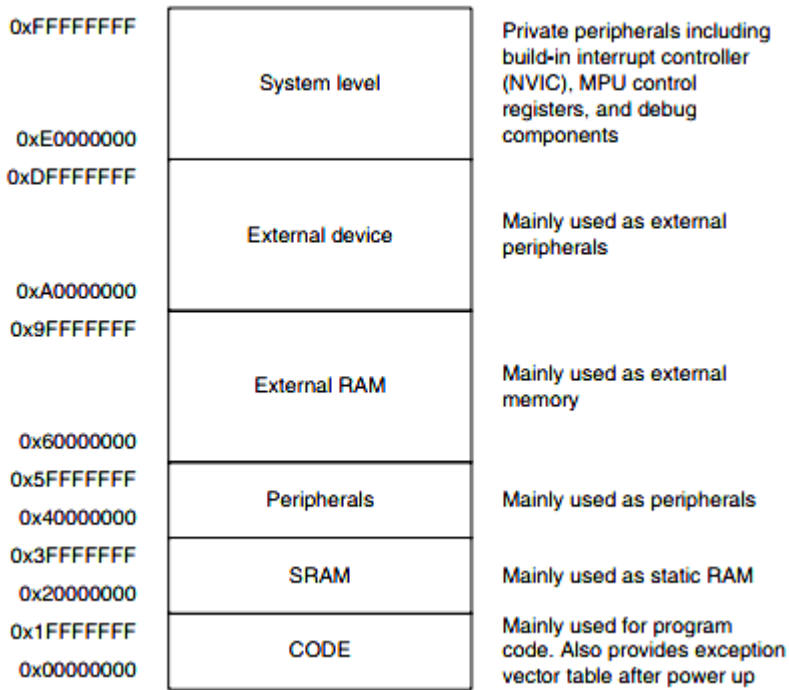 0xFFFFFFFF
System level
Private peripherals including
build-in interrupt controller
(NVIC), MPU control
registers, and debug
components
0xE0000000
0xDFFFFFFF
External device
Mainly used as external
peripherals
0xA0000000
0x9FFFFFFF
External RAM
Mainly used as external
memory
0x60000000
0x5FFFFFFF
Peripherals
Mainly used as peripherals
0x40000000
0x3FFFFFFF
SRAM
Mainly used as static RAM
0x20000000
0x1FFFFFFF
CODE
Mainly used for program
code. Also provides exception
vector table after power up
0x00000000